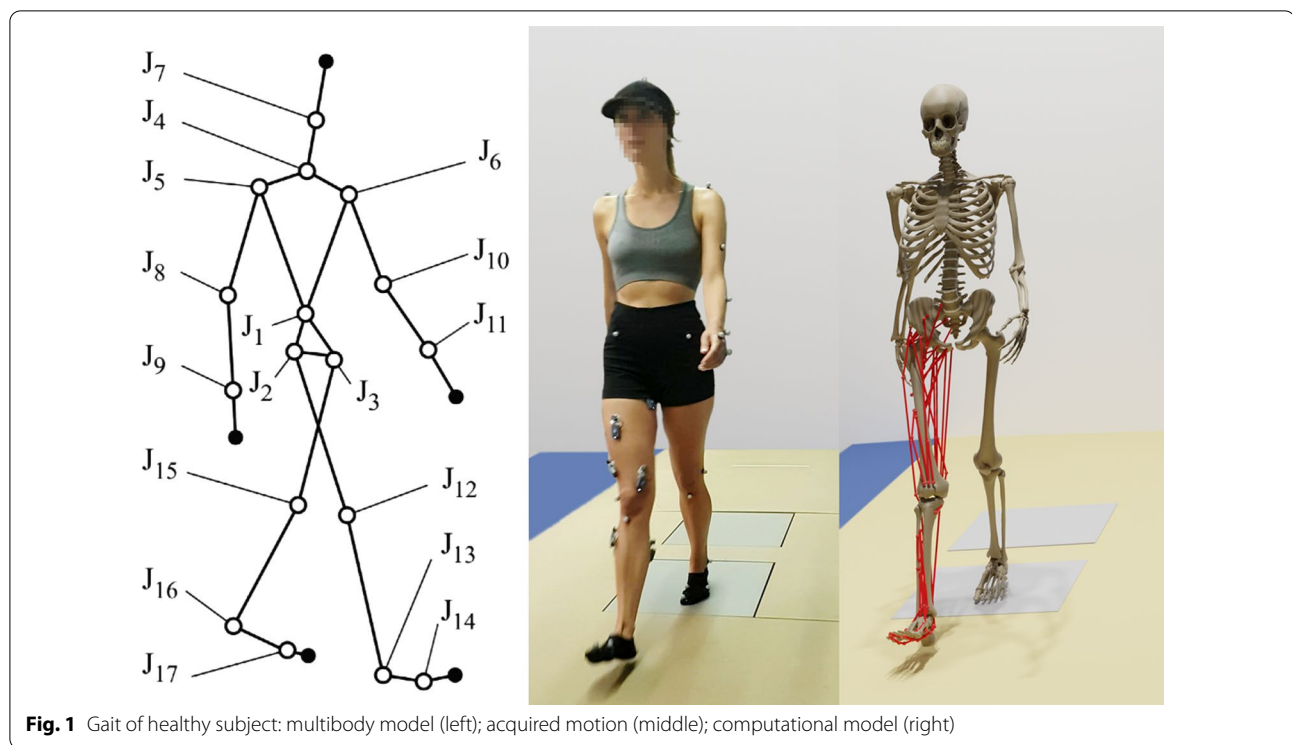 J7
J4
J5
J6
J8
J10
J1
J11
J9
J2
J3
J15
J12
J13
J16
J14
J17
Fig. 1 Gait of healthy subject: multibody model (left); acquired motion (middle); computational model (right)